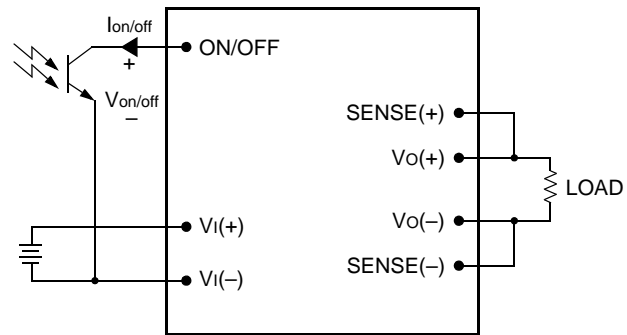 Ion/off
+
Von/off
–
ON/OFF
SENSE(+)
VO(+)
LOAD
VO(–)
SENSE(–)
VI(+)
VI(–)